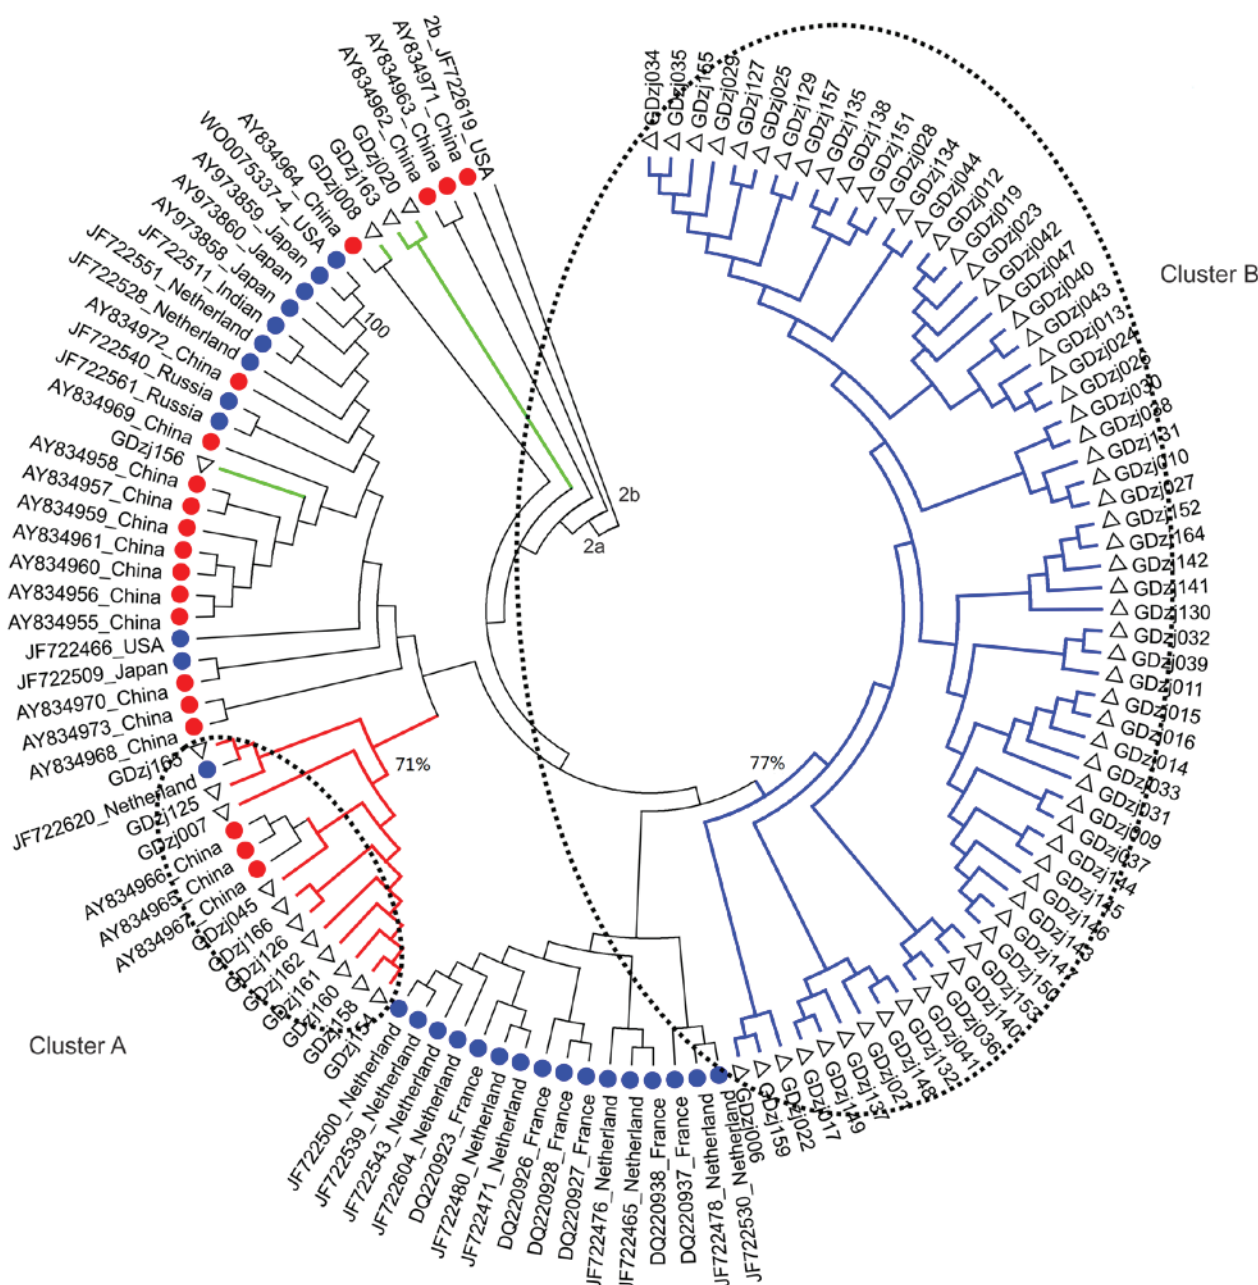 2b_JF722619_USA
AY834971_China
AY834963_China
AY834962_China
GDzj020
GDzj163
GDzj008
AY834964_China
WO0075337-4_USA
AY973859_Japan
AY973860_Japan
AY973858_Japan
JF722511_Indian
JF722551_Netherland
JF722528_Netherland
AY834972_China
JF722540_Russia
JF722561_Russia
AY834969_China
GDzj156
AY834958_China
AY834957_China
AY834959_China
AY834961_China
AY834960_China
AY834956_China
AY834955_China
JF722466_USA
JF722509_Japan
AY834970_China
AY834973_China
AY834968_China
GDzj165
JF722620_Netherland
GDzj125
GDzj007
AY834966_China
AY834965_China
AY834967_China
GDzj045
GDzj166
GDzj126
GDzj162
GDzj161
GDzj160
GDzj158
GDzj154
Cluster A
JF722500_Netherland
JF722539_Netherland
JF722543_Netherland
JF722604_Netherland
DQ220923_France
JF722480_Netherland
JF722471_Netherland
DQ220926_France
DQ220928_France
DQ220927_France
JF722476_Netherland
JF722465_Netherland
DQ220938_France
DQ220937_France
JF722478_Netherland
JF722530_Netherland
GDzj006
GDzj159
GDzj022
GDzj017
GDzj149
GDzj137
GDzj021
GDzj148
GDzj132
GDzj041
GDzj036
GDzj140
GDzj153
GDzj150
GDzj147
GDzj143
GDzj146
GDzj145
GDzj144
GDzj037
GDzj009
GDzj031
GDzj033
GDzj014
GDzj016
GDzj015
GDzj011
GDzj039
GDzj032
GDzj130
GDzj141
GDzj142
GDzj164
GDzj152
GDzj027
GDzj010
GDzj131
GDzj038
GDzj030
GDzj026
GDzj024
GDzj013
GDzj043
GDzj040
GDzj047
GDzj042
GDzj023
GDzj019
GDzj012
GDzj044
GDzj134
GDzj028
GDzj151
GDzj138
GDzj135
GDzj157
GDzj129
GDzj025
GDzj127
GDzj029
GDzj155
GDzj035
GDzj034
Cluster B
100
2b
2a
71%
77%